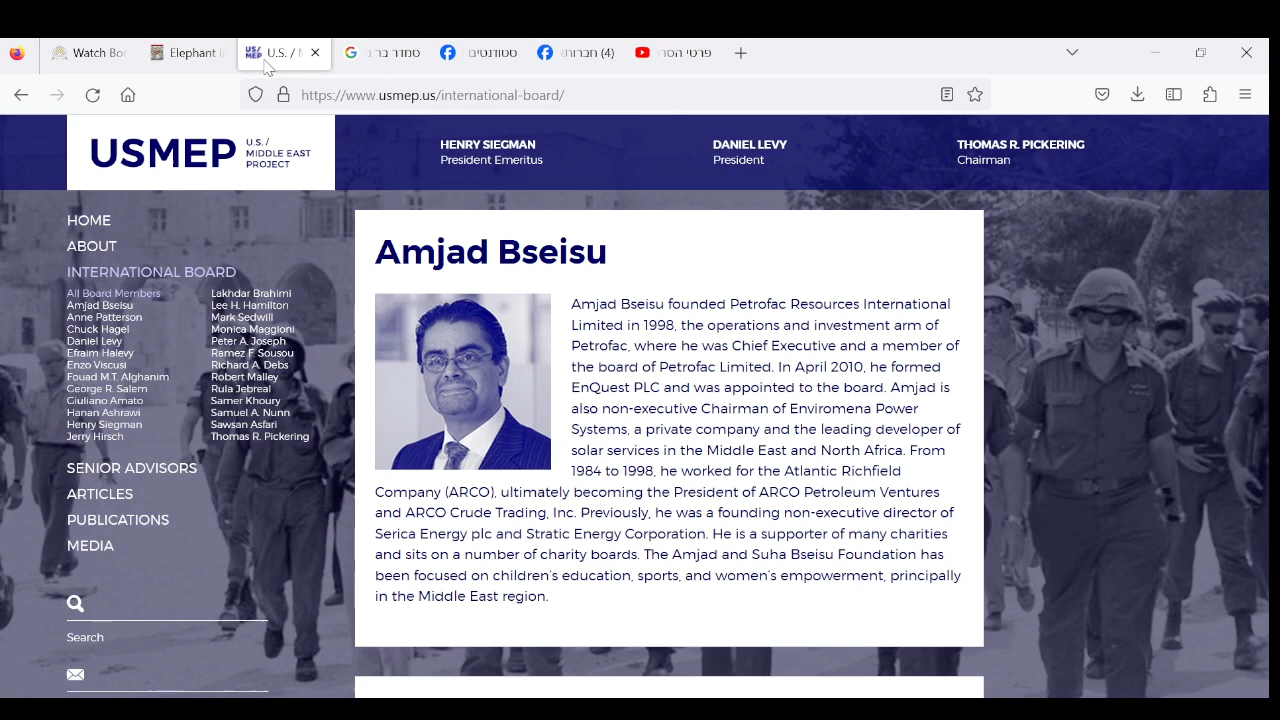 Watch Bor
Elephant i
U.S. / M
סמדר בר נ
סטודנטים
(4) חברות
פרטי הסר
https://www.usmep.us/international-board/
USMEP
U.S. /
MIDDLE EAST
PROJECT
HENRY SIEGMAN
President Emeritus
DANIEL LEVY
President
THOMAS R. PICKERING
Chairman
HOME
ABOUT
INTERNATIONAL BOARD
All Board Members
Amjad Bseisu
Anne Patterson
Chuck Hagel
Daniel Levy
Efraim Halevy
Enzo Viscusi
Fouad M.T. Alghanim
George R. Salem
Giuliano Amato
Hanan Ashrawi
Henry Siegman
Jerry Hirsch
Lakhdar Brahimi
Lee H. Hamilton
Mark Sedwill
Monica Maggioni
Peter A. Joseph
Ramez F. Sousou
Richard A. Debs
Robert Malley
Rula Jebreal
Samer Khoury
Samuel A. Nunn
Sawsan Asfari
Thomas R. Pickering
SENIOR ADVISORS
ARTICLES
PUBLICATIONS
MEDIA
Search
Amjad Bseisu
Amjad Bseisu founded Petrofac Resources International
Limited in 1998, the operations and investment arm of
Petrofac, where he was Chief Executive and a member of
the board of Petrofac Limited. In April 2010, he formed
EnQuest PLC and was appointed to the board. Amjad is
also non-executive Chairman of Enviromena Power
Systems, a private company and the leading developer of
solar services in the Middle East and North Africa. From
1984 to 1998, he worked for the Atlantic Richfield
Company (ARCO), ultimately becoming the President of ARCO Petroleum Ventures
and ARCO Crude Trading, Inc. Previously, he was a founding non-executive director of
Serica Energy plc and Stratic Energy Corporation. He is a supporter of many charities
and sits on a number of charity boards. The Amjad and Suha Bseisu Foundation has
been focused on children's education, sports, and women's empowerment, principally
in the Middle East region.